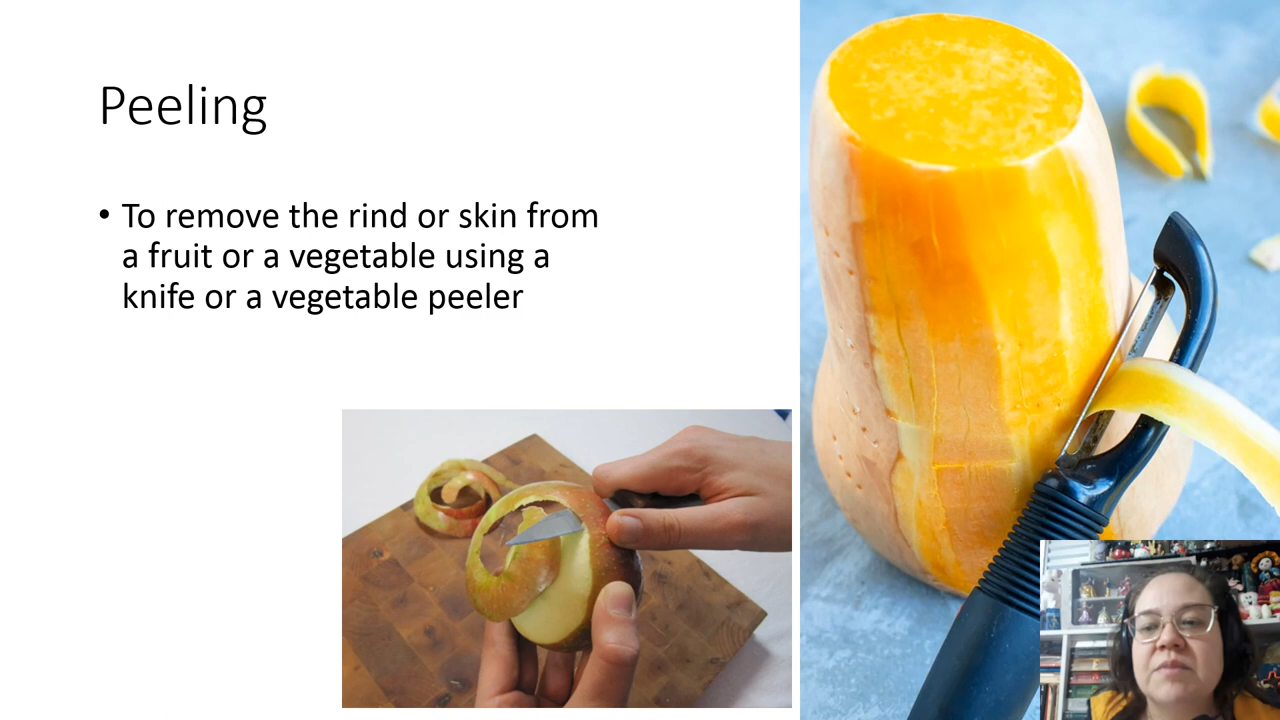 Peeling
• To remove the rind or skin from
a fruit or a vegetable using a
knife or a vegetable peeler